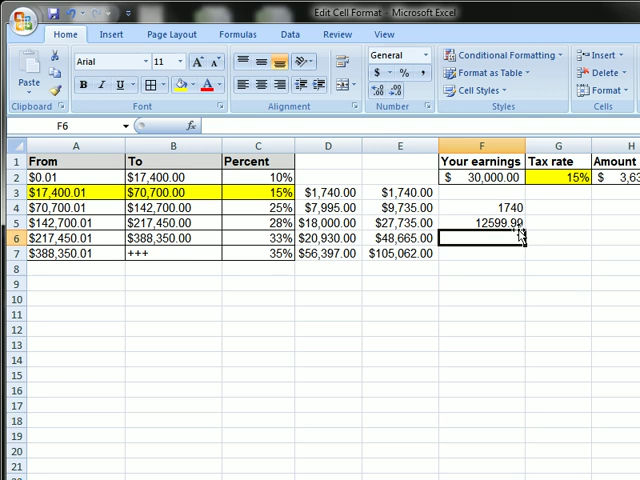 Edit Cell Format - Microsoft Excel
Home Insert Page Layout Formulas Data Review View
Paste
Arial 11 A A
B I U A
General
$ % ,
Conditional Formatting
Format as Table
Cell Styles
Insert
Delete
Format
Clipboard Font Alignment Number Styles Cells
F6 fx
A B C D E F G H
1 From To Percent Your earnings Tax rate Amount
2 $0.01 $17,400.00 10% $ 30,000.00 15% $ 3,63
3 $17,400.01 $70,700.00 15% $1,740.00 $1,740.00
4 $70,700.01 $142,700.00 25% $7,995.00 $9,735.00 1740
5 $142,700.01 $217,450.00 28% $18,000.00 $27,735.00 12599.99
6 $217,450.01 $388,350.00 33% $20,930.00 $48,665.00
7 $388,350.01 +++ 35% $56,397.00 $105,062.00
8
9
10
11
12
13
14
15
16
17
18
19
20
21